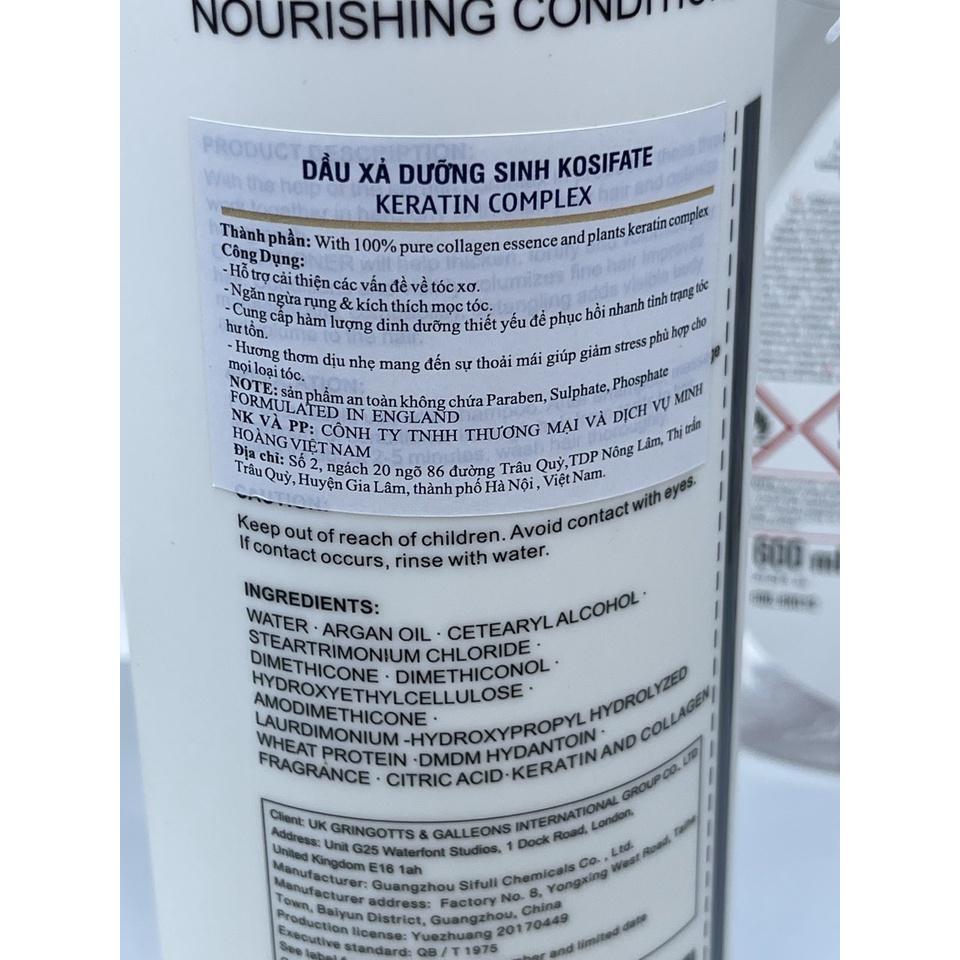 NOURISHING
DẦU XẢ DƯỠNG SINH KOSIFATE
KERATIN COMPLEX
Thành phần: With 100% pure collagen essence and plants keratin complex
Công Dụng:
- Hỗ trợ cải thiện các vấn đề về tóc xơ.
- Ngăn ngừa rụng & kích thích mọc tóc.
- Cung cấp hàm lượng dinh dưỡng thiết yếu để phục hồi nhanh tình trạng tóc
hư tổn.
- Hương thơm dịu nhẹ mang đến sự thoải mái giúp giảm stress phù hợp cho
mọi loại tóc.
NOTE: sản phẩm an toàn không chứa Paraben, Sulphate, Phosphate
FORMULATED IN ENGLAND
NK VÀ PP: CÔNG TY TNHH THƯƠNG MẠI VÀ DỊCH VỤ MINH
HOÀNG VIỆT NAM
Địa chỉ: Số 2, ngách 20 ngõ 86 đường Trâu Quỳ,TDP Nông Lâm, Thị trấn
Trâu Quỳ, Huyện Gia Lâm, thành phố Hà Nội , Việt Nam.
CAUTION:
Keep out of reach of children. Avoid contact with eyes.
If contact occurs, rinse with water.
INGREDIENTS:
WATER · ARGAN OIL · CETEARYL ALCOHOL ·
STEARTRIMONIUM CHLORIDE ·
DIMETHICONE · DIMETHICONOL ·
HYDROXYETHYLCELLULOSE ·
AMODIMETHICONE ·
LAURDIMONIUM -HYDROXYPROPYL HYDROLYZED
WHEAT PROTEIN ·DMDM HYDANTOIN ·
FRAGRANCE · CITRIC ACID·KERATIN AND COLLAGEN
Client: UK GRINGOTTS & GALLEONS INTERNATIONAL GROUP CO., LTD
Address: Unit G25 Waterfont Studios, 1 Dock Road, London,
United Kingdom E16 1ah
Manufacturer: Guangzhou Sifuli Chemicals Co. , Ltd.
Manufacturer address: Factory No. 8, Yongxing West Road, Taihe
Town, Baiyun District, Guangzhou, China
Production license: Yuezhuang 20170449
Executive standard: QB / T 1975
See label and limited date
600 ml